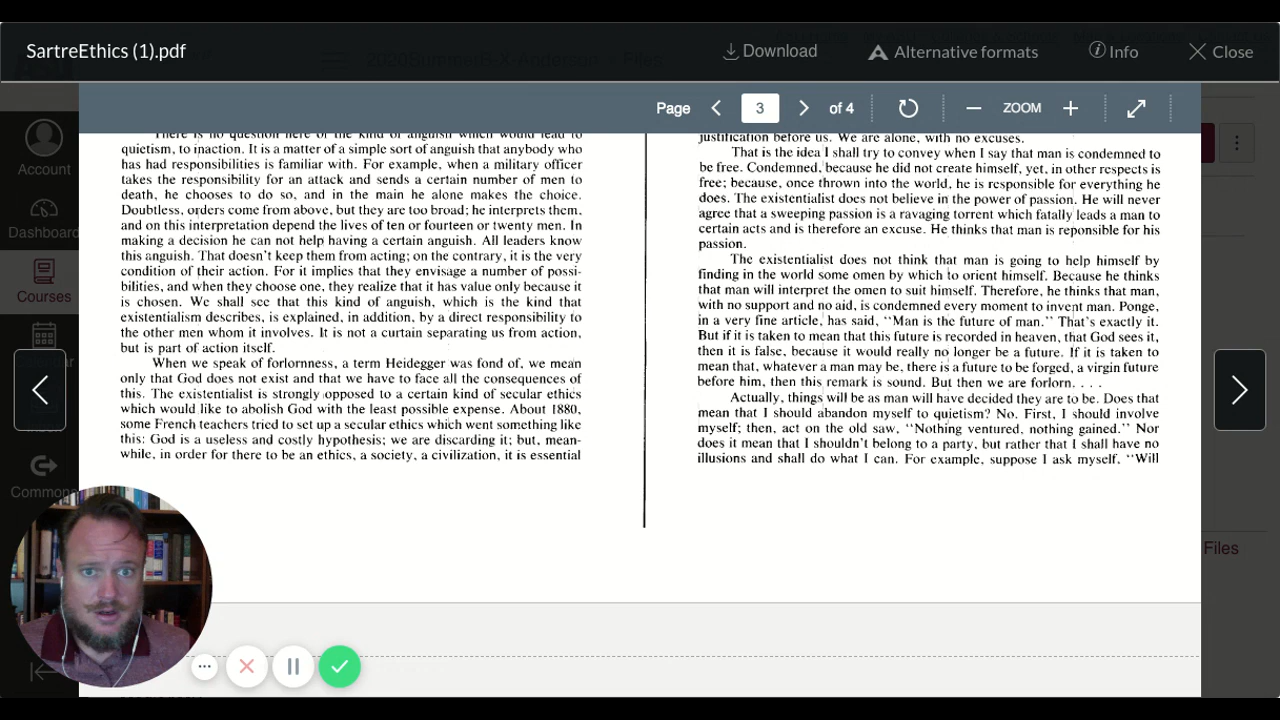 SartreEthics (1).pdf
Download
Alternative formats
Info
Close
Page
3
of 4
ZOOM
Account
Dashboard
Courses
Common
Files
There is no question here of the kind of anguish which would lead to
quietism, to inaction. It is a matter of a simple sort of anguish that anybody who
has had responsibilities is familiar with. For example, when a military officer
takes the responsibility for an attack and sends a certain number of men to
death, he chooses to do so, and in the main he alone makes the choice.
Doubtless, orders come from above, but they are too broad; he interprets them,
and on this interpretation depend the lives of ten or fourteen or twenty men. In
making a decision he can not help having a certain anguish. All leaders know
this anguish. That doesn't keep them from acting; on the contrary, it is the very
condition of their action. For it implies that they envisage a number of possi-
bilities, and when they choose one, they realize that it has value only because it
is chosen. We shall see that this kind of anguish, which is the kind that
existentialism describes, is explained, in addition, by a direct responsibility to
the other men whom it involves. It is not a curtain separating us from action,
but is part of action itself.
When we speak of forlornness, a term Heidegger was fond of, we mean
only that God does not exist and that we have to face all the consequences of
this. The existentialist is strongly opposed to a certain kind of secular ethics
which would like to abolish God with the least possible expense. About 1880,
some French teachers tried to set up a secular ethics which went something like
this: God is a useless and costly hypothesis; we are discarding it; but, mean-
while, in order for there to be an ethics, a society, a civilization, it is essential
justification before us. We are alone, with no excuses.
That is the idea I shall try to convey when I say that man is condemned to
be free. Condemned, because he did not create himself, yet, in other respects is
free; because, once thrown into the world, he is responsible for everything he
does. The existentialist does not believe in the power of passion. He will never
agree that a sweeping passion is a ravaging torrent which fatally leads a man to
certain acts and is therefore an excuse. He thinks that man is reponsible for his
passion.
The existentialist does not think that man is going to help himself by
finding in the world some omen by which to orient himself. Because he thinks
that man will interpret the omen to suit himself. Therefore, he thinks that man,
with no support and no aid, is condemned every moment to invent man. Ponge,
in a very fine article, has said, "Man is the future of man." That's exactly it.
But if it is taken to mean that this future is recorded in heaven, that God sees it,
then it is false, because it would really no longer be a future. If it is taken to
mean that, whatever a man may be, there is a future to be forged, a virgin future
before him, then this remark is sound. But then we are forlorn. . . .
Actually, things will be as man will have decided they are to be. Does that
mean that I should abandon myself to quietism? No. First, I should involve
myself; then, act on the old saw, "Nothing ventured, nothing gained." Nor
does it mean that I shouldn't belong to a party, but rather that I shall have no
illusions and shall do what I can. For example, suppose I ask myself, "Will